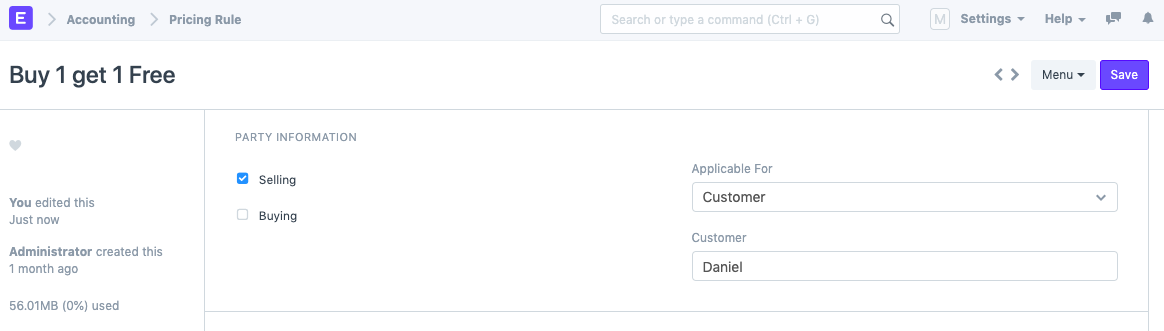 E
Accounting
Pricing Rule
Search or type a command (Ctrl + G)
M
Settings
Help
Buy 1 get 1 Free
Menu
Save
PARTY INFORMATION
Selling
Buying
Applicable For
Customer
Customer
Daniel
You edited this
Just now
Administrator created this
1 month ago
56.01MB (0%) used